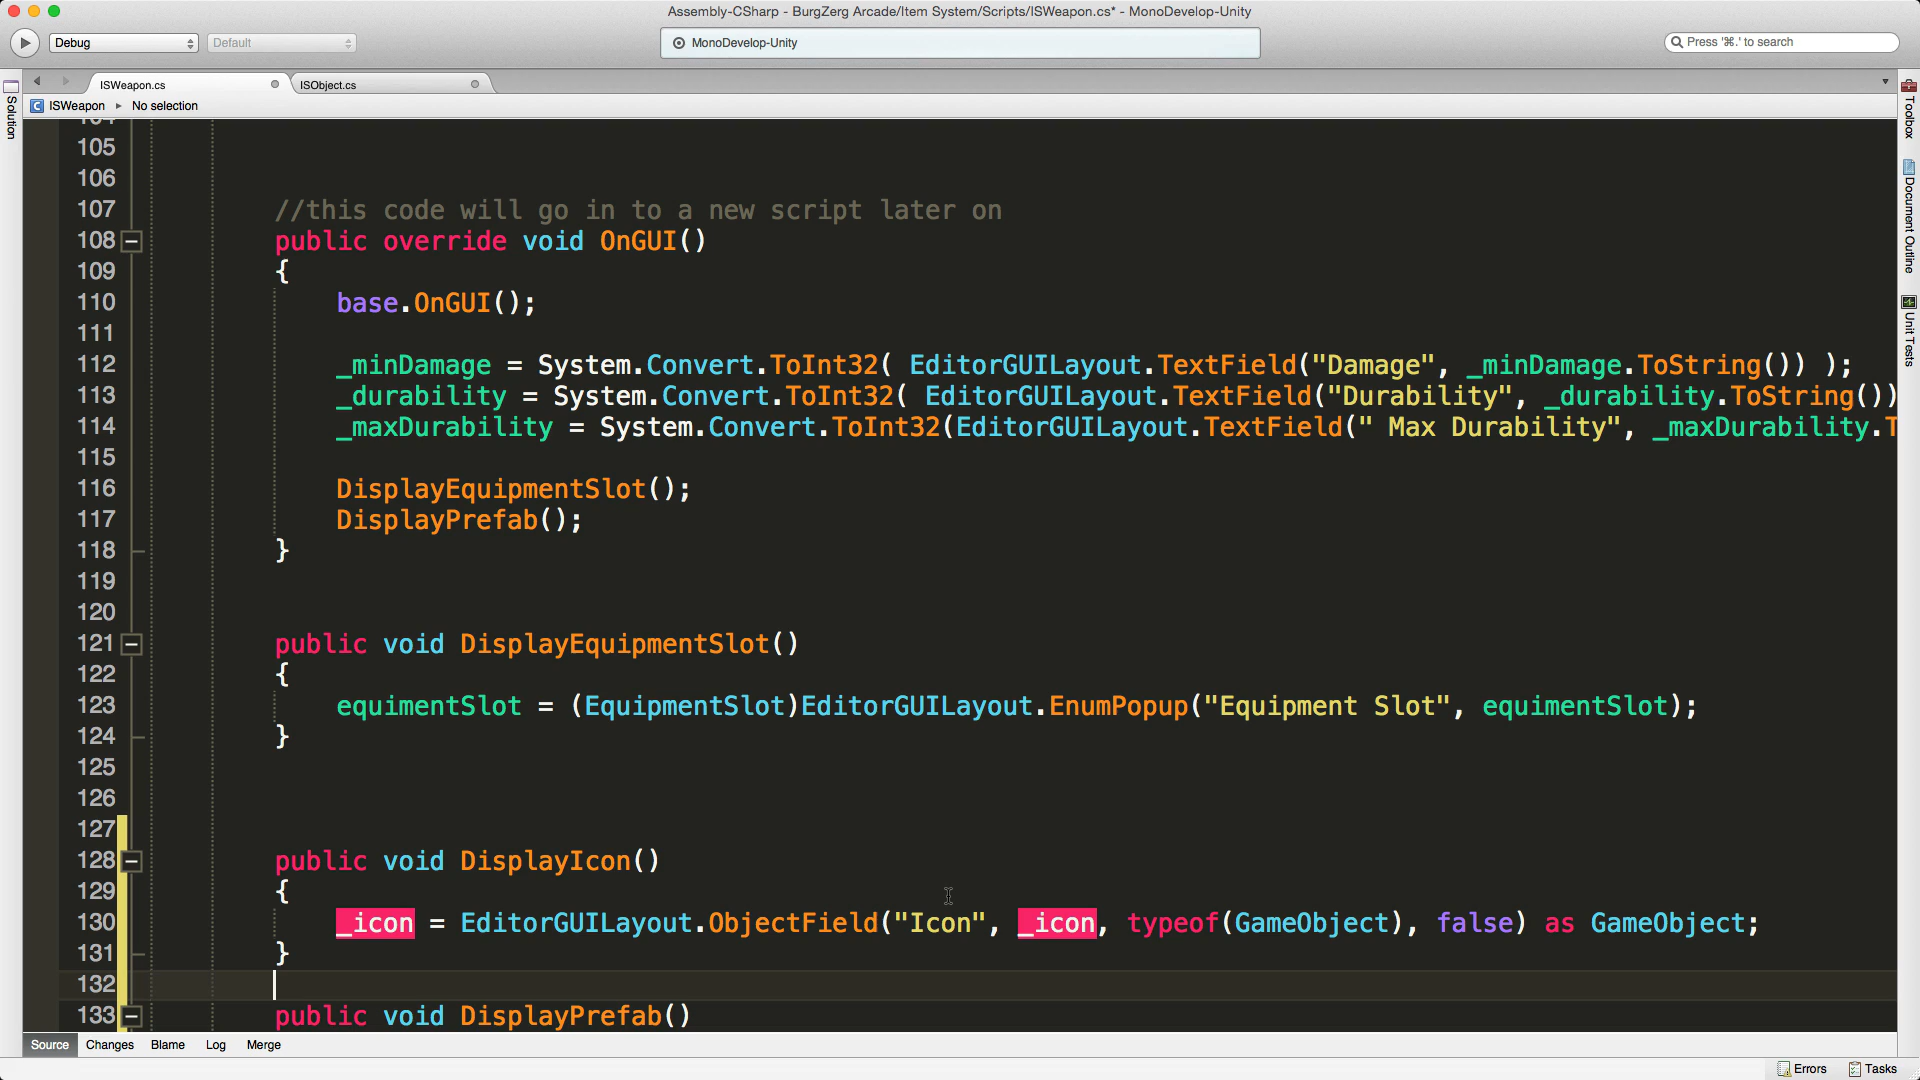 Assembly-CSharp - BurgZerg Arcade/Item System/Scripts/ISWeapon.cs* - MonoDevelop-Unity
Debug
Default
MonoDevelop-Unity
Press '⌘.' to search
ISWeapon.cs
ISObject.cs
ISWeapon
No selection
Solution
Toolbox
Document Outline
Unit Tests
104
105
106
107 //this code will go in to a new script later on
108 public override void OnGUI()
109 {
110 base.OnGUI();
111
112 _minDamage = System.Convert.ToInt32( EditorGUILayout.TextField("Damage", _minDamage.ToString()) );
113 _durability = System.Convert.ToInt32( EditorGUILayout.TextField("Durability", _durability.ToString())
114 _maxDurability = System.Convert.ToInt32(EditorGUILayout.TextField(" Max Durability", _maxDurability.T
115
116 DisplayEquipmentSlot();
117 DisplayPrefab();
118 }
119
120
121 public void DisplayEquipmentSlot()
122 {
123 equimentSlot = (EquipmentSlot)EditorGUILayout.EnumPopup("Equipment Slot", equimentSlot);
124 }
125
126
127
128 public void DisplayIcon()
129 {
130 _icon = EditorGUILayout.ObjectField("Icon", _icon, typeof(GameObject), false) as GameObject;
131 }
132
133 public void DisplayPrefab()
Source Changes Blame Log Merge
Errors Tasks